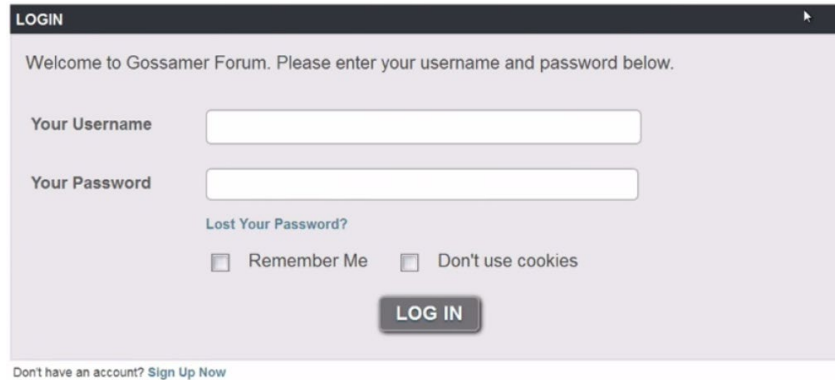 LOGIN
Welcome to Gossamer Forum. Please enter your username and password below.
Your Username
Your Password
Lost Your Password?
Remember Me Don't use cookies
LOG IN
Don't have an account? Sign Up Now